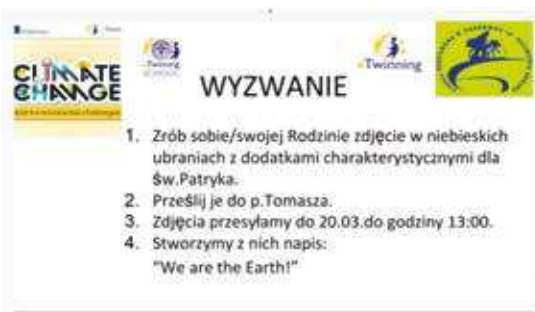 CLIMATE
CHANGE
eTwinning
SCHOOL
eTwinning
WYZWANIE
1. Zrób sobie/swojej Rodzinie zdjęcie w niebieskich
ubraniach z dodatkami charakterystycznymi dla
św.Patryka.
2. Prześlij je do p.Tomasza.
3. Zdjęcia przesyłamy do 20.03.do godziny 13:00.
4. Stworzymy z nich napis:
"We are the Earth!"